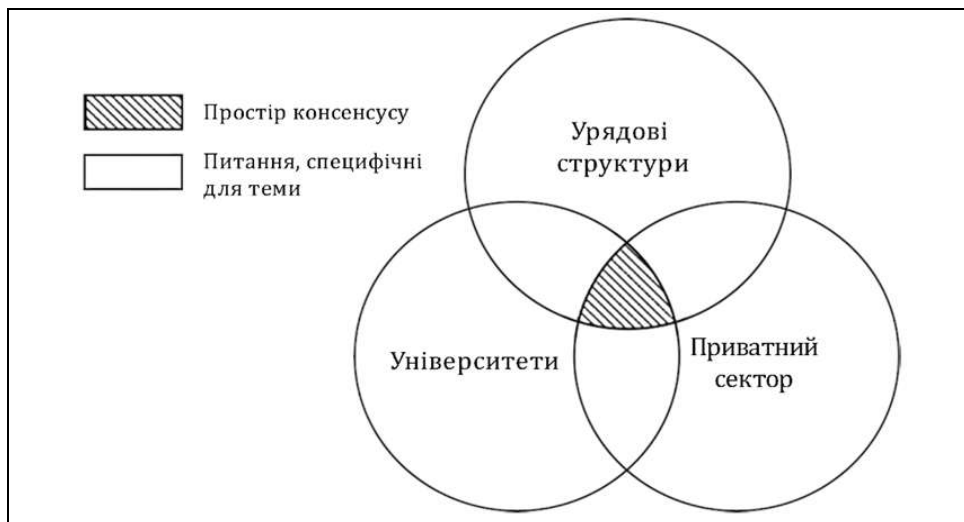 Простір консенсусу
Питання, специфічні
для теми
Урядові
структури
Університети
Приватний
сектор